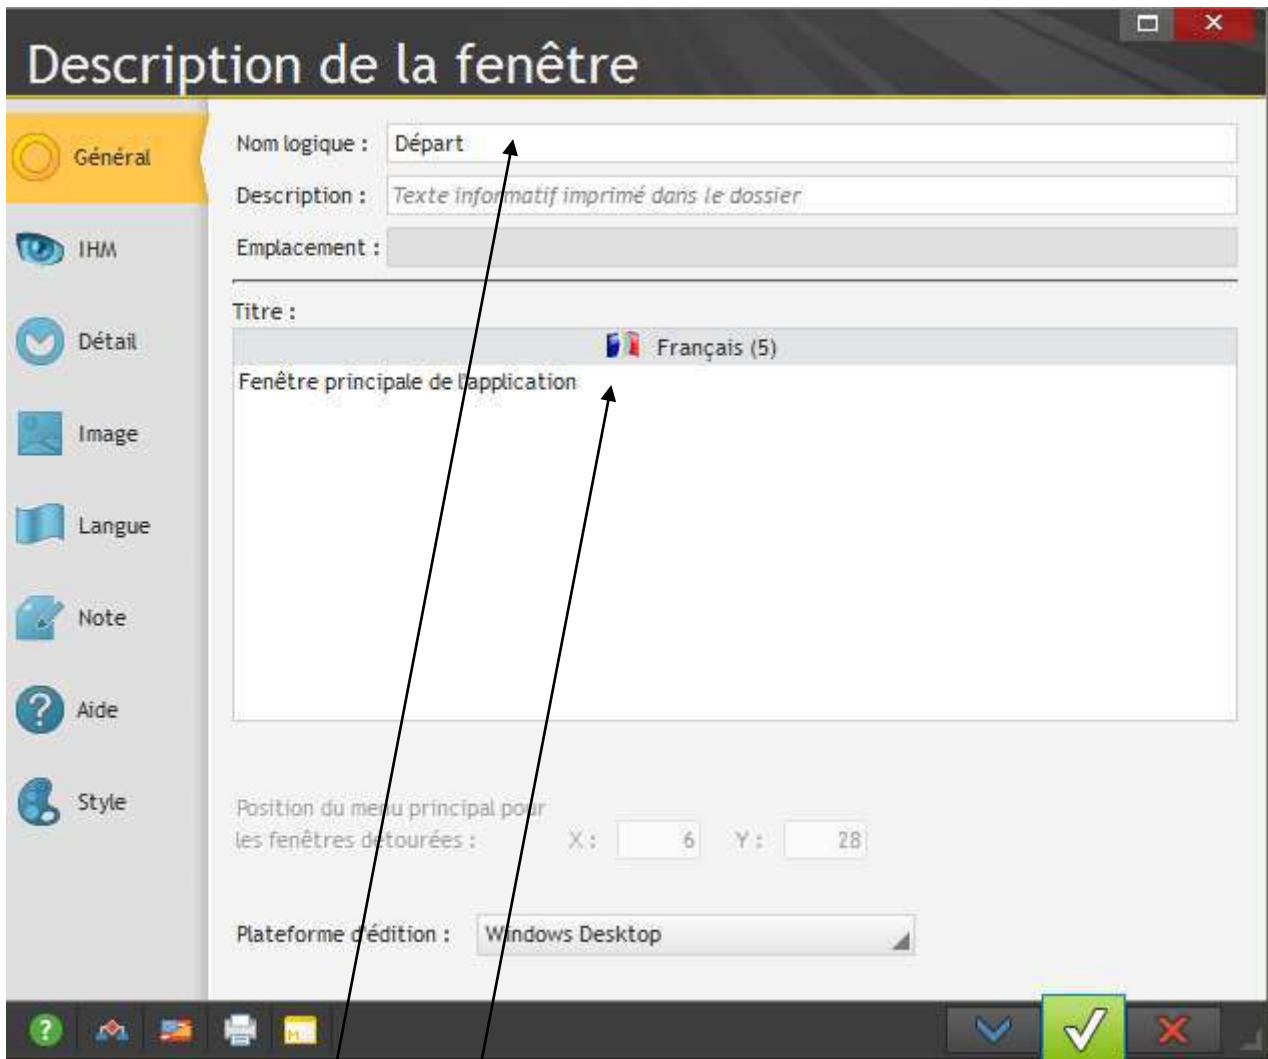 Description de la fenêtre
Général
IHM
Détail
Image
Langue
Note
Aide
Style
Nom logique : Départ
Description : Texte informatif imprimé dans le dossier
Emplacement :
Titre :
Français (5)
Fenêtre principale de l'application
Position du menu principal pour
les fenêtres détourées : X : 6 Y : 28
Plateforme d'édition : Windows Desktop